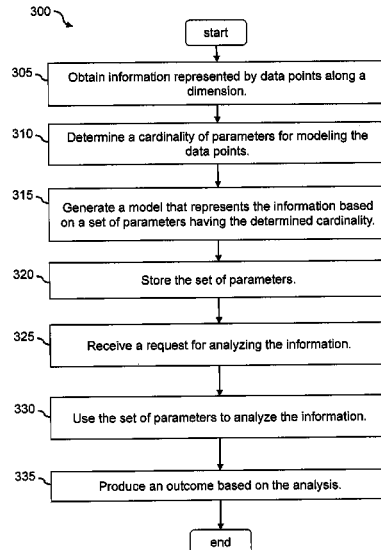 300
start
305
Obtain information represented by data points along a
dimension.
310
Determine a cardinality of parameters for modeling the
data points.
315
Generate a model that represents the information based
on a set of parameters having the determined cardinality.
320
Store the set of parameters.
325
Receive a request for analyzing the information.
330
Use the set of parameters to analyze the information.
335
Produce an outcome based on the analysis.
end